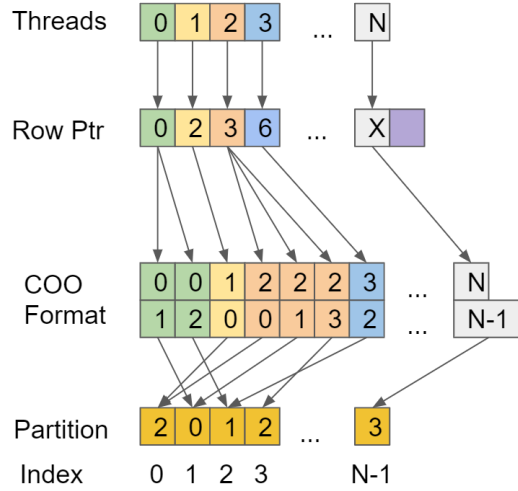 Threads 0 1 2 3 ... N
Row Ptr 0 2 3 6 ... X
COO 0 0 1 2 2 2 3 ... N
Format 1 2 0 0 1 3 2 ... N-1
Partition 2 0 1 2 ... 3
Index 0 1 2 3 N-1